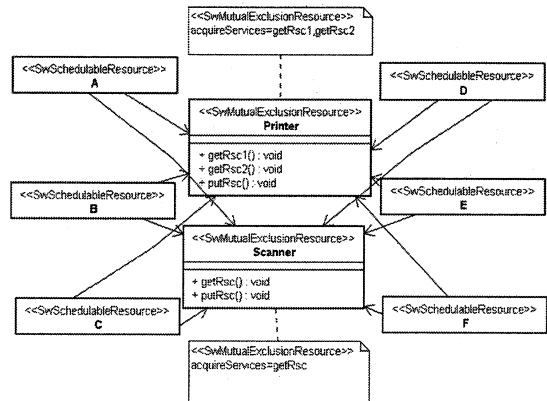 <<SwMutualExclusionResource>>
acquireServices=getRsc1,getRsc2
<<SwSchedulableResource>>
A
<<SwSchedulableResource>>
D
<<SwMutualExclusionResource>>
Printer
+ getRsc1() : void
+ getRsc2() : void
+ putRsc() : void
<<SwSchedulableResource>>
B
<<SwSchedulableResource>>
E
<<SwMutualExclusionResource>>
Scanner
+ getRsc() : void
+ putRsc() : void
<<SwSchedulableResource>>
C
<<SwSchedulableResource>>
F
<<SwMutualExclusionResource>>
acquireServices=getRsc